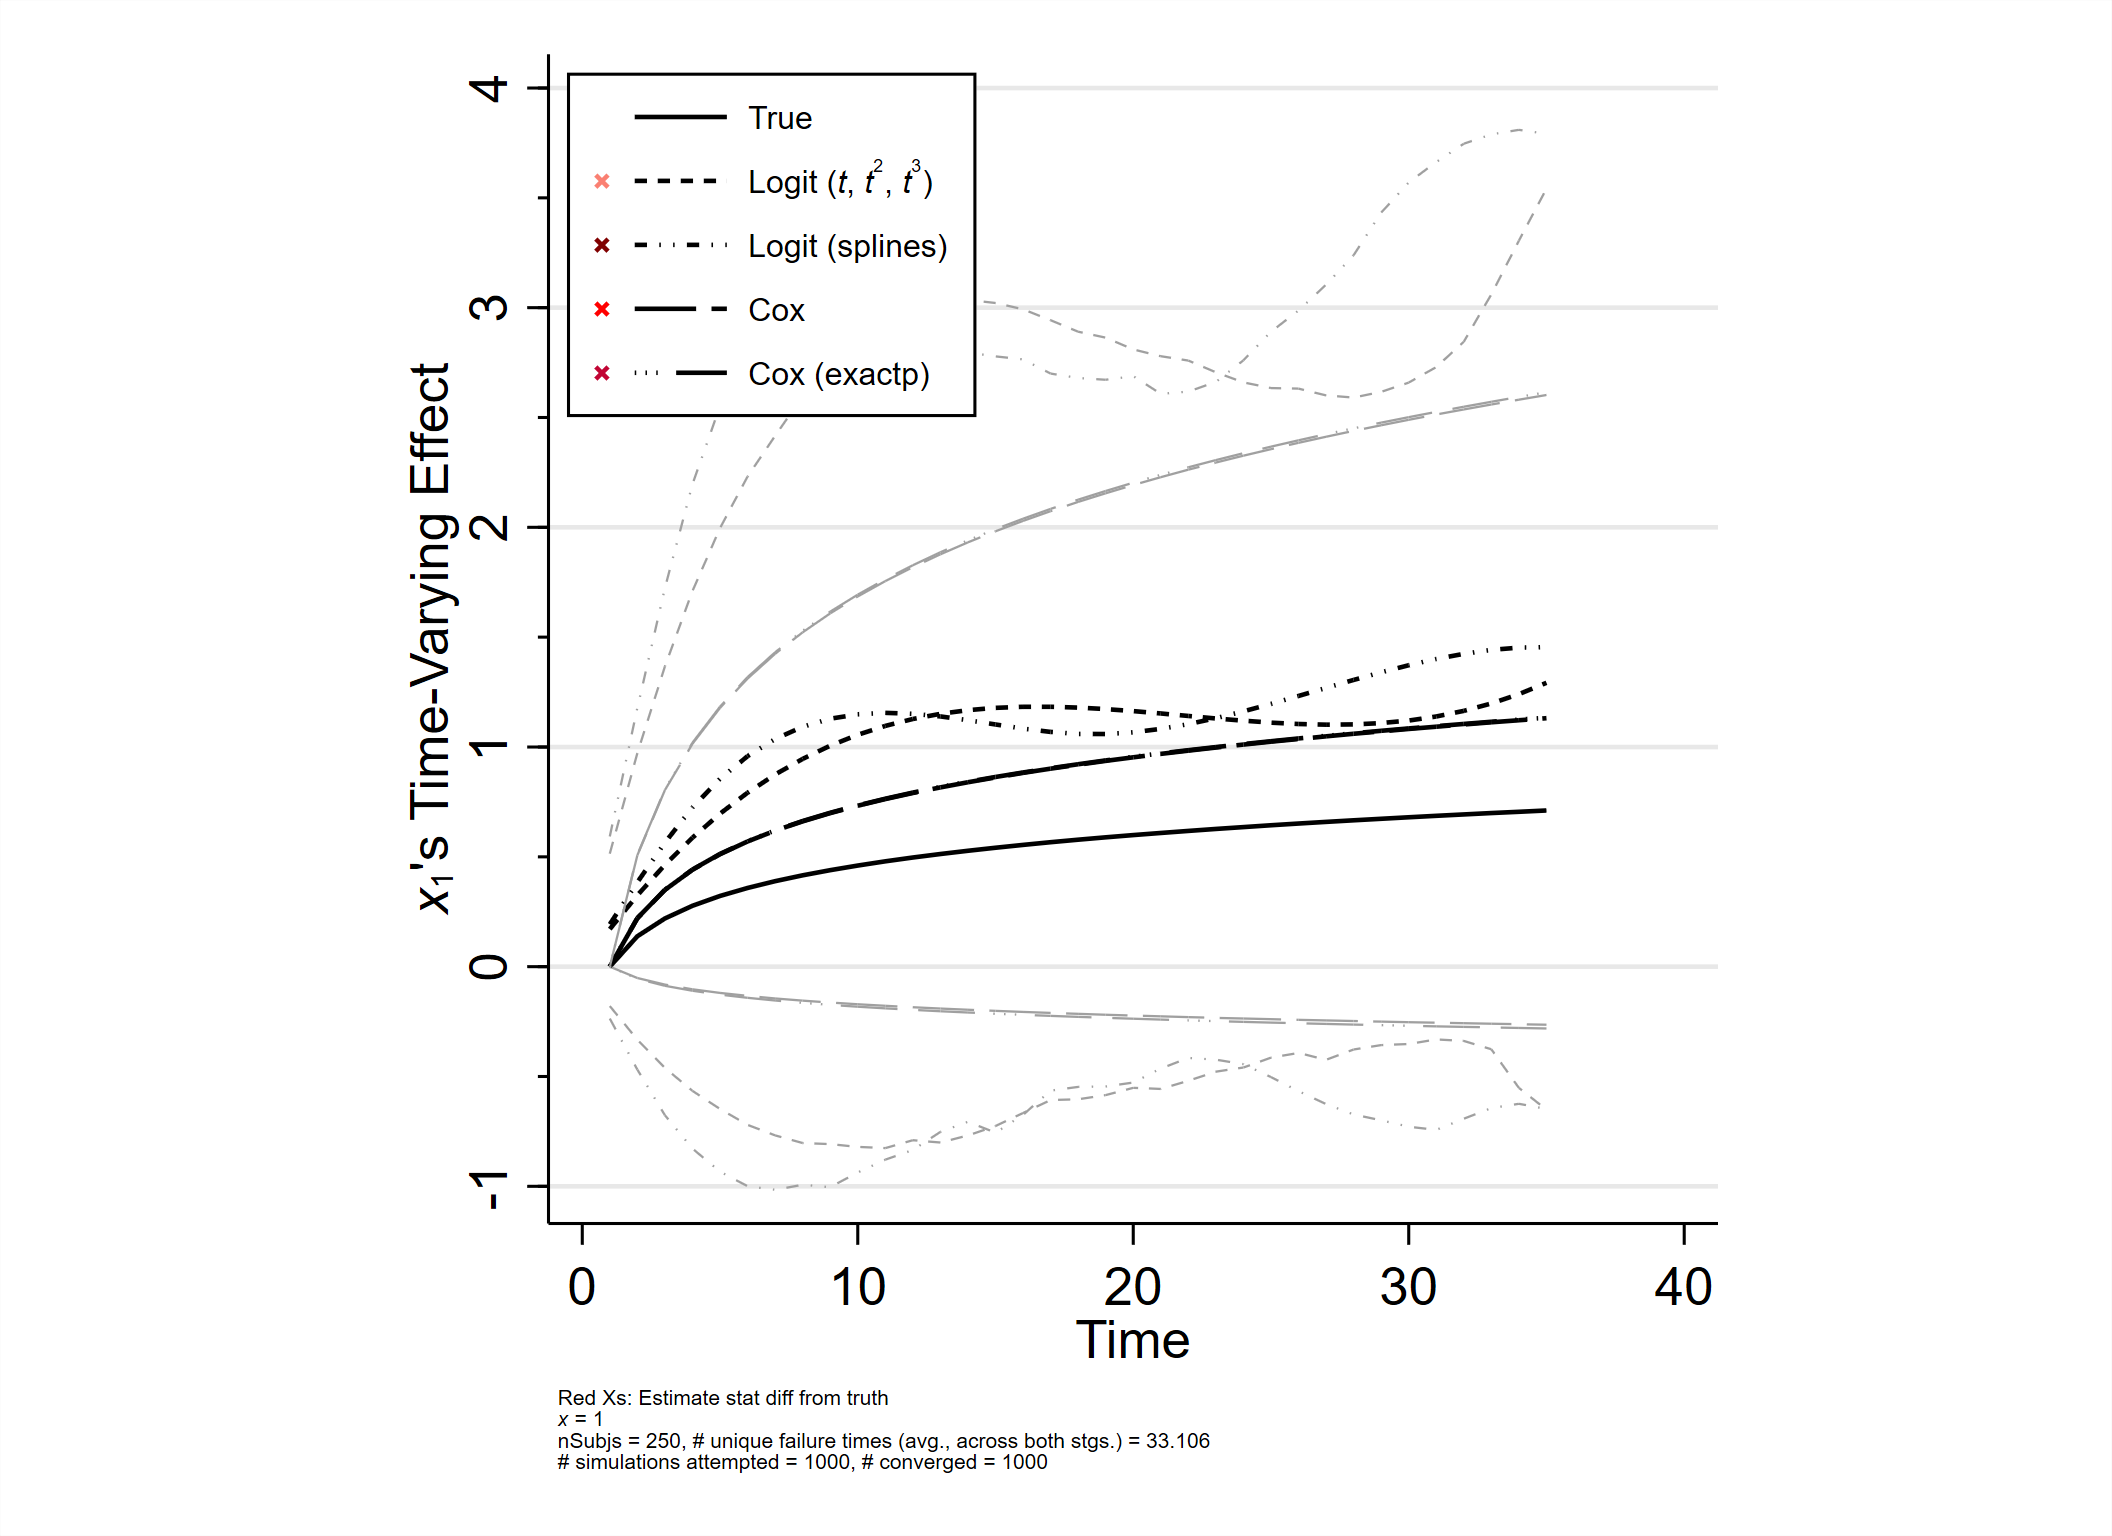 4
3
2
1
0
-1
x₁'s Time-Varying Effect
True
Logit (t, t², t³)
Logit (splines)
Cox
Cox (exactp)
0 10 20 30 40
Time
Red Xs: Estimate stat diff from truth
x = 1
nSubjs = 250, # unique failure times (avg., across both stgs.) = 33.106
# simulations attempted = 1000, # converged = 1000